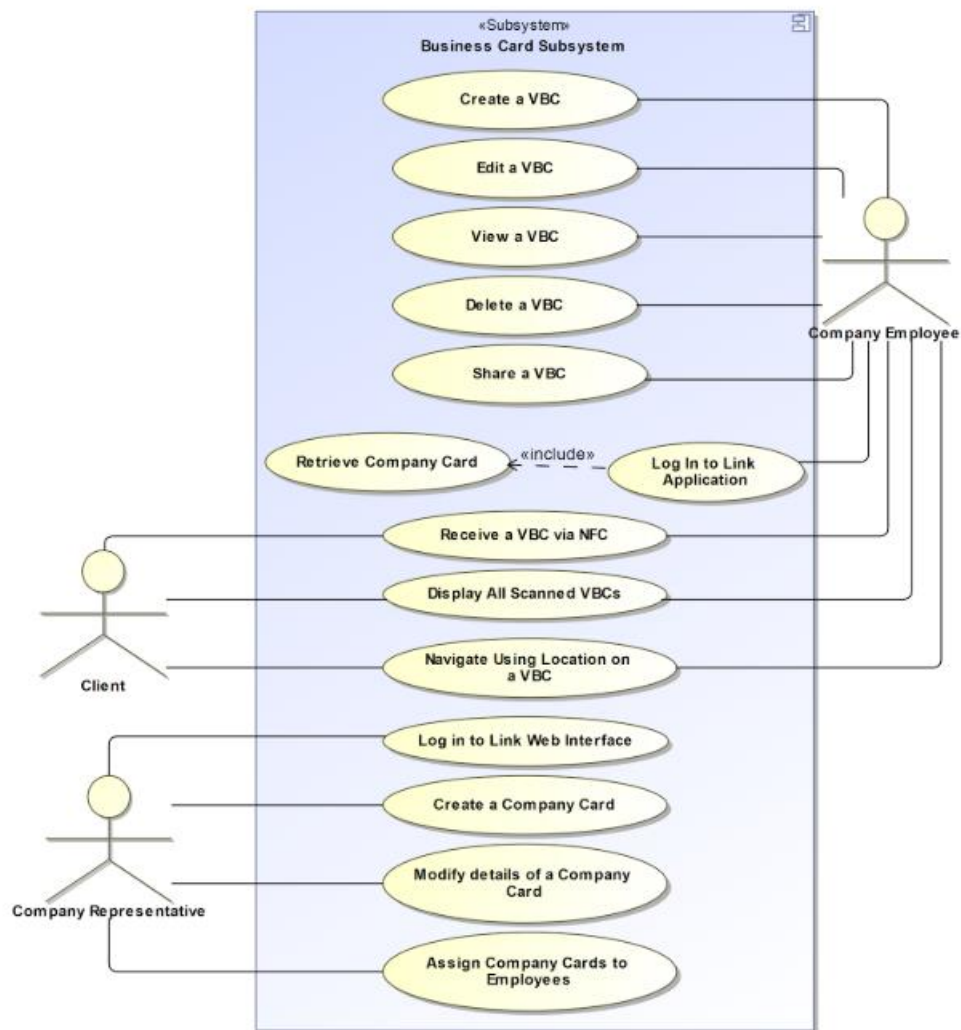 «Subsystem»
Business Card Subsystem
Create a VBC
Edit a VBC
View a VBC
Delete a VBC
Company Employee
Share a VBC
Retrieve Company Card
«include»
Log In to Link
Application
Receive a VBC via NFC
Display All Scanned VBCs
Navigate Using Location on
a VBC
Client
Log in to Link Web Interface
Create a Company Card
Modify details of a Company
Card
Company Representative
Assign Company Cards to
Employees